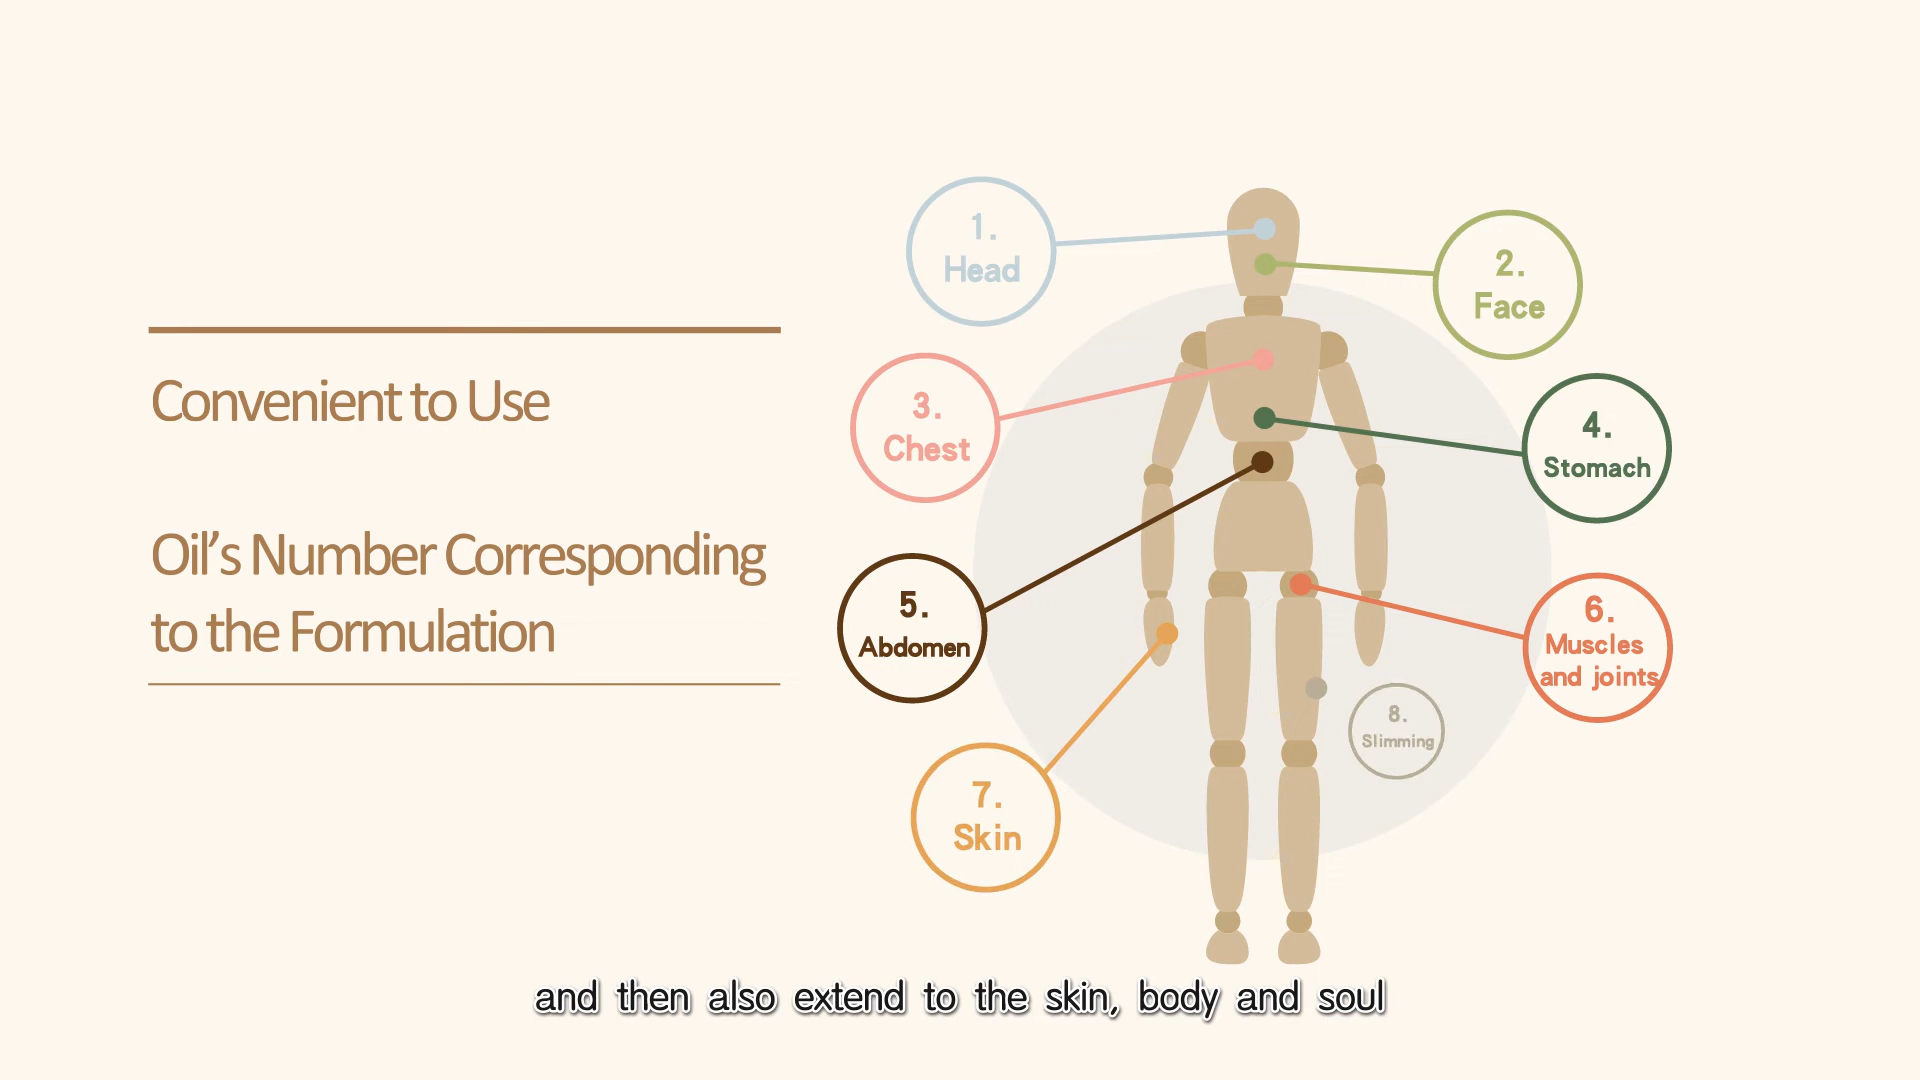 Convenient to Use
Oil’s Number Corresponding
to the Formulation
1.
Head
2.
Face
3.
Chest
4.
Stomach
5.
Abdomen
6.
Muscles
and joints
7.
Skin
8.
Slimming
and then also extend to the skin, body and soul